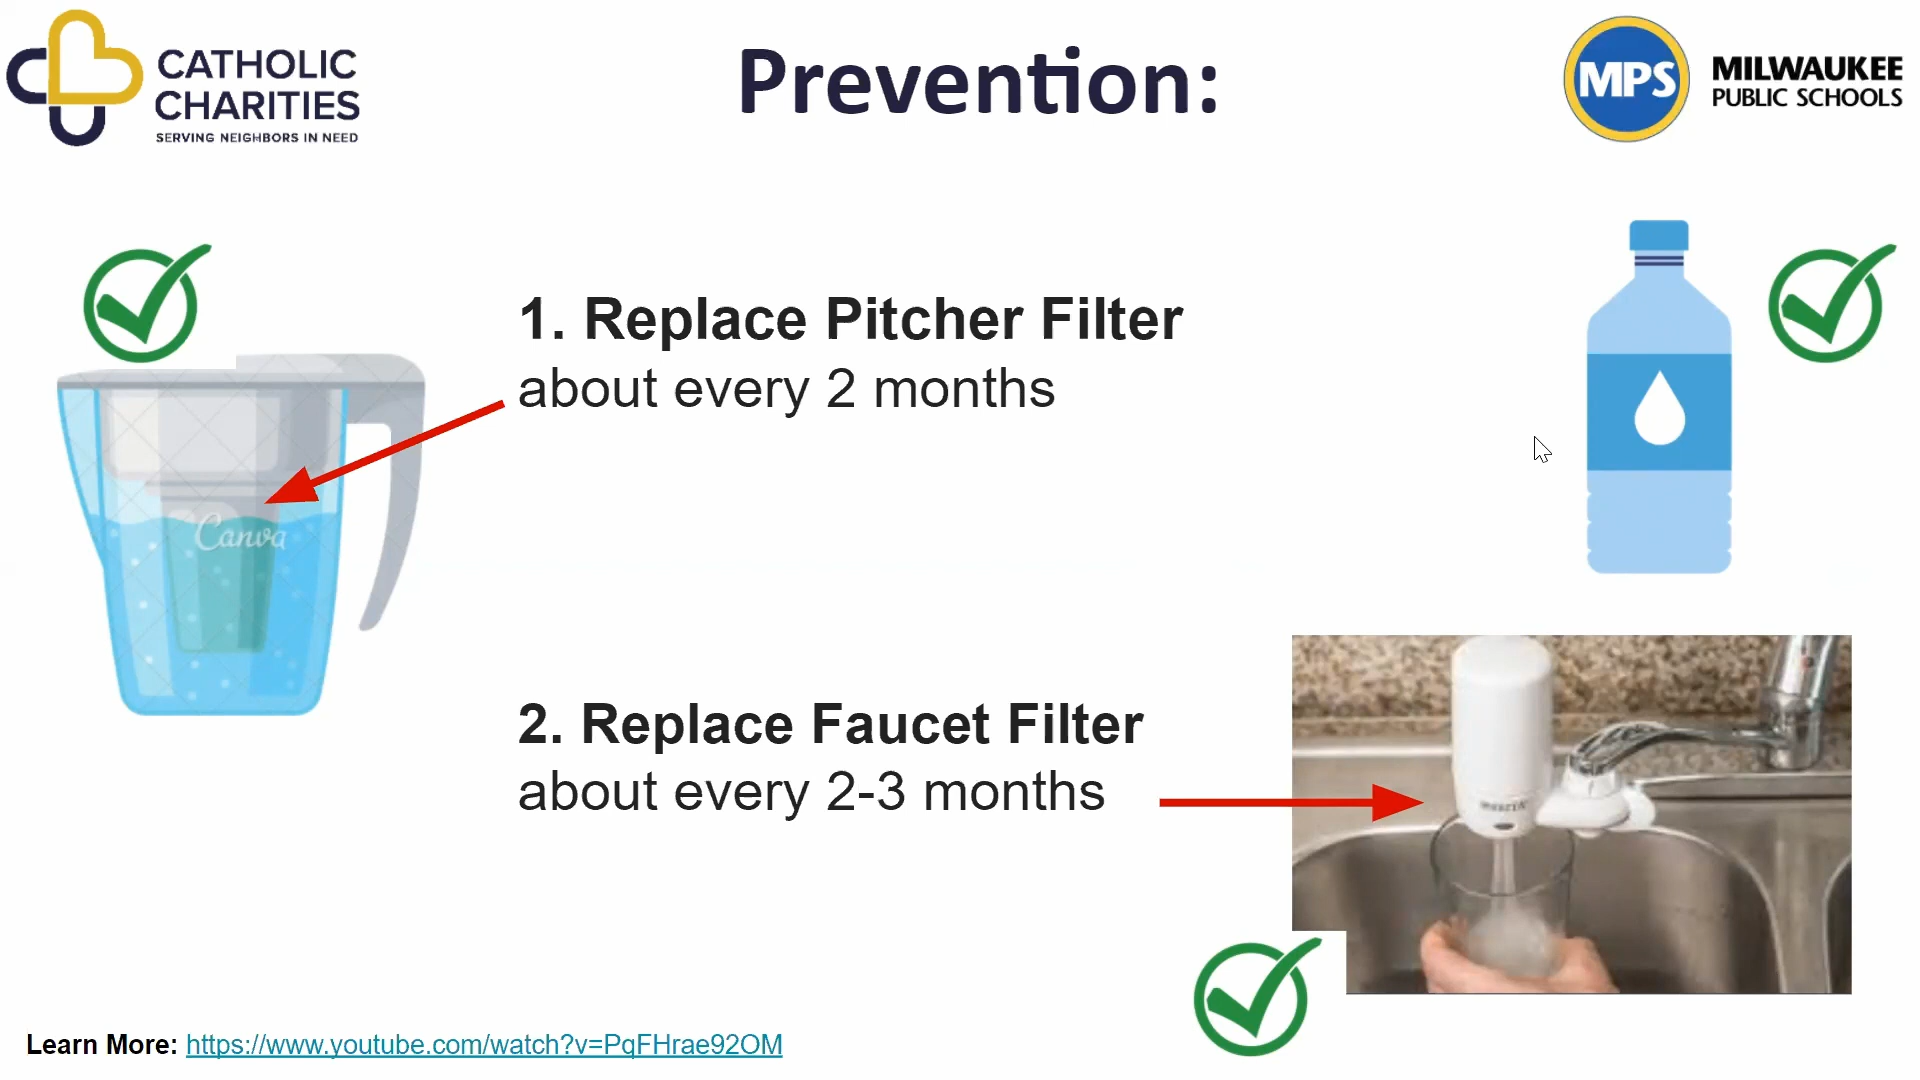 CATHOLIC
CHARITIES
SERVING NEIGHBORS IN NEED
Prevention:
MPS
MILWAUKEE
PUBLIC SCHOOLS
1. Replace Pitcher Filter
about every 2 months
Canva
2. Replace Faucet Filter
about every 2-3 months
Learn More: https://www.youtube.com/watch?v=PqFHrae92OM